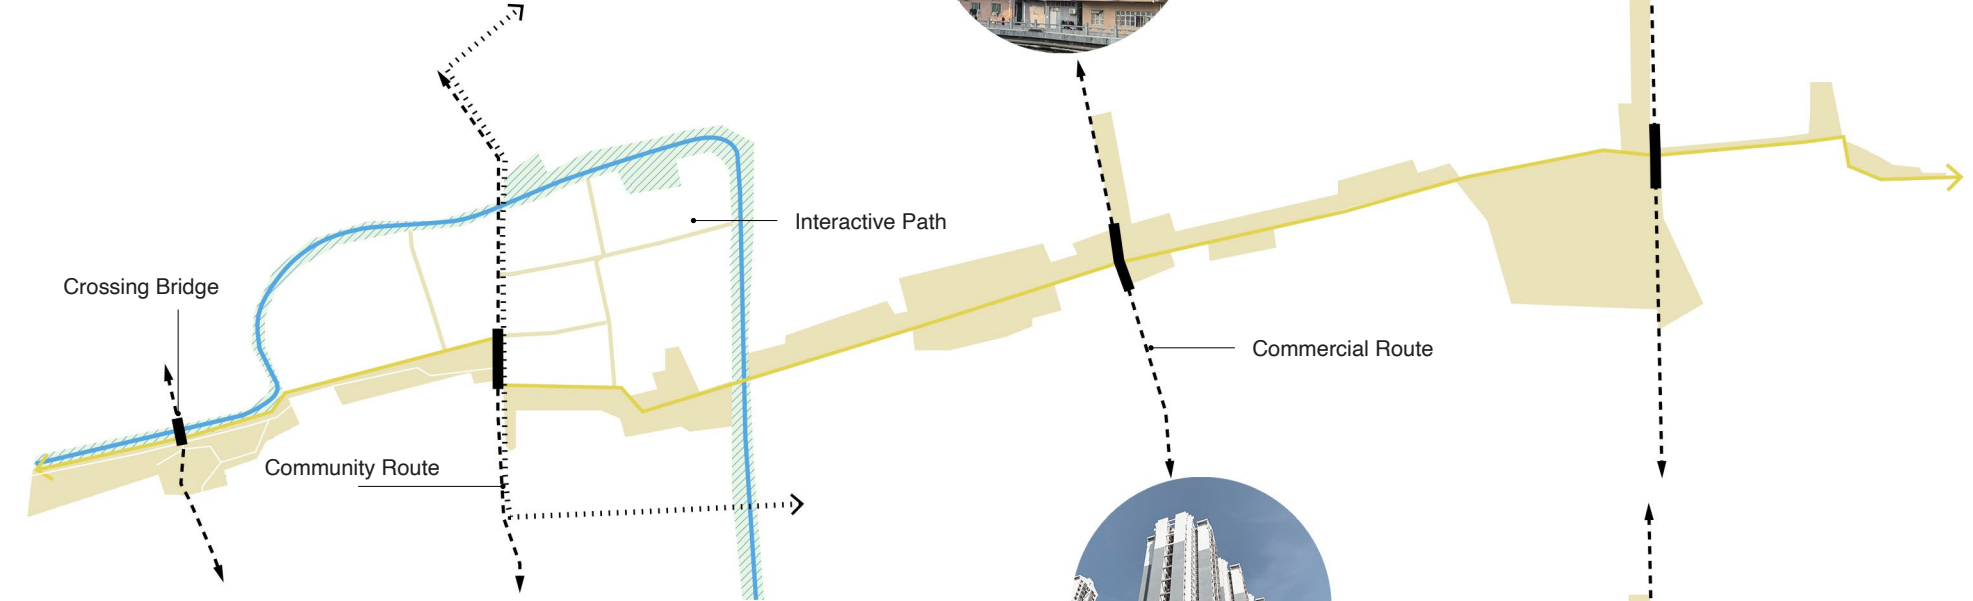 Interactive Path
Crossing Bridge
Commercial Route
Community Route